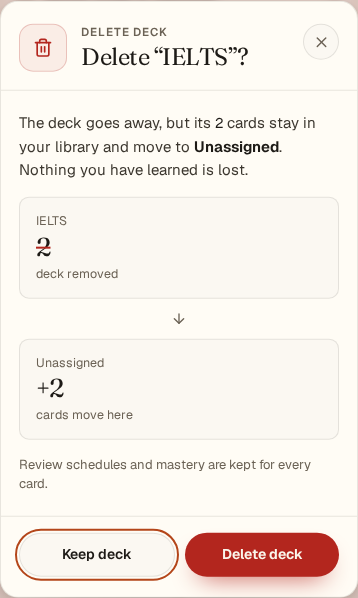 DELETE DECK
Delete “IELTS”?
The deck goes away, but its 2 cards stay in
your library and move to Unassigned.
Nothing you have learned is lost.
IELTS
2
deck removed
Unassigned
+2
cards move here
Review schedules and mastery are kept for every
card.
Keep deck
Delete deck